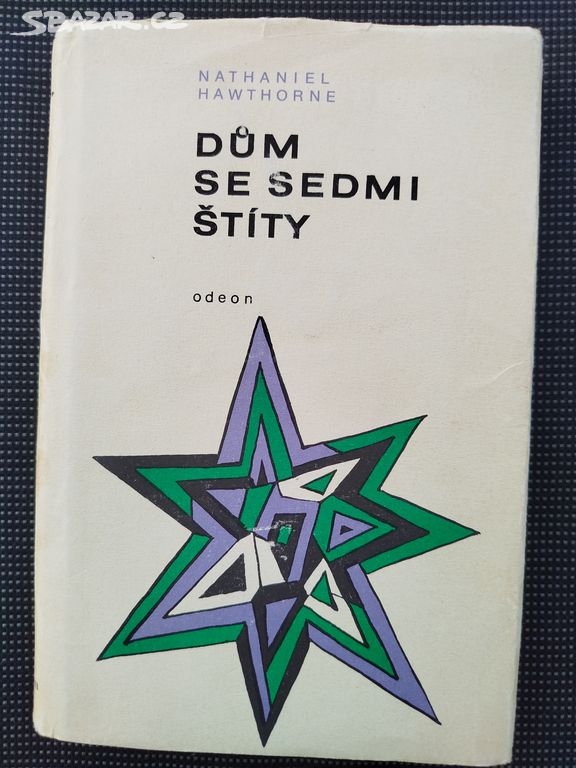 SBAZAR.CZ
NATHANIEL
HAWTHORNE
DŮM
SE SEDMI
ŠTÍTY
odeon